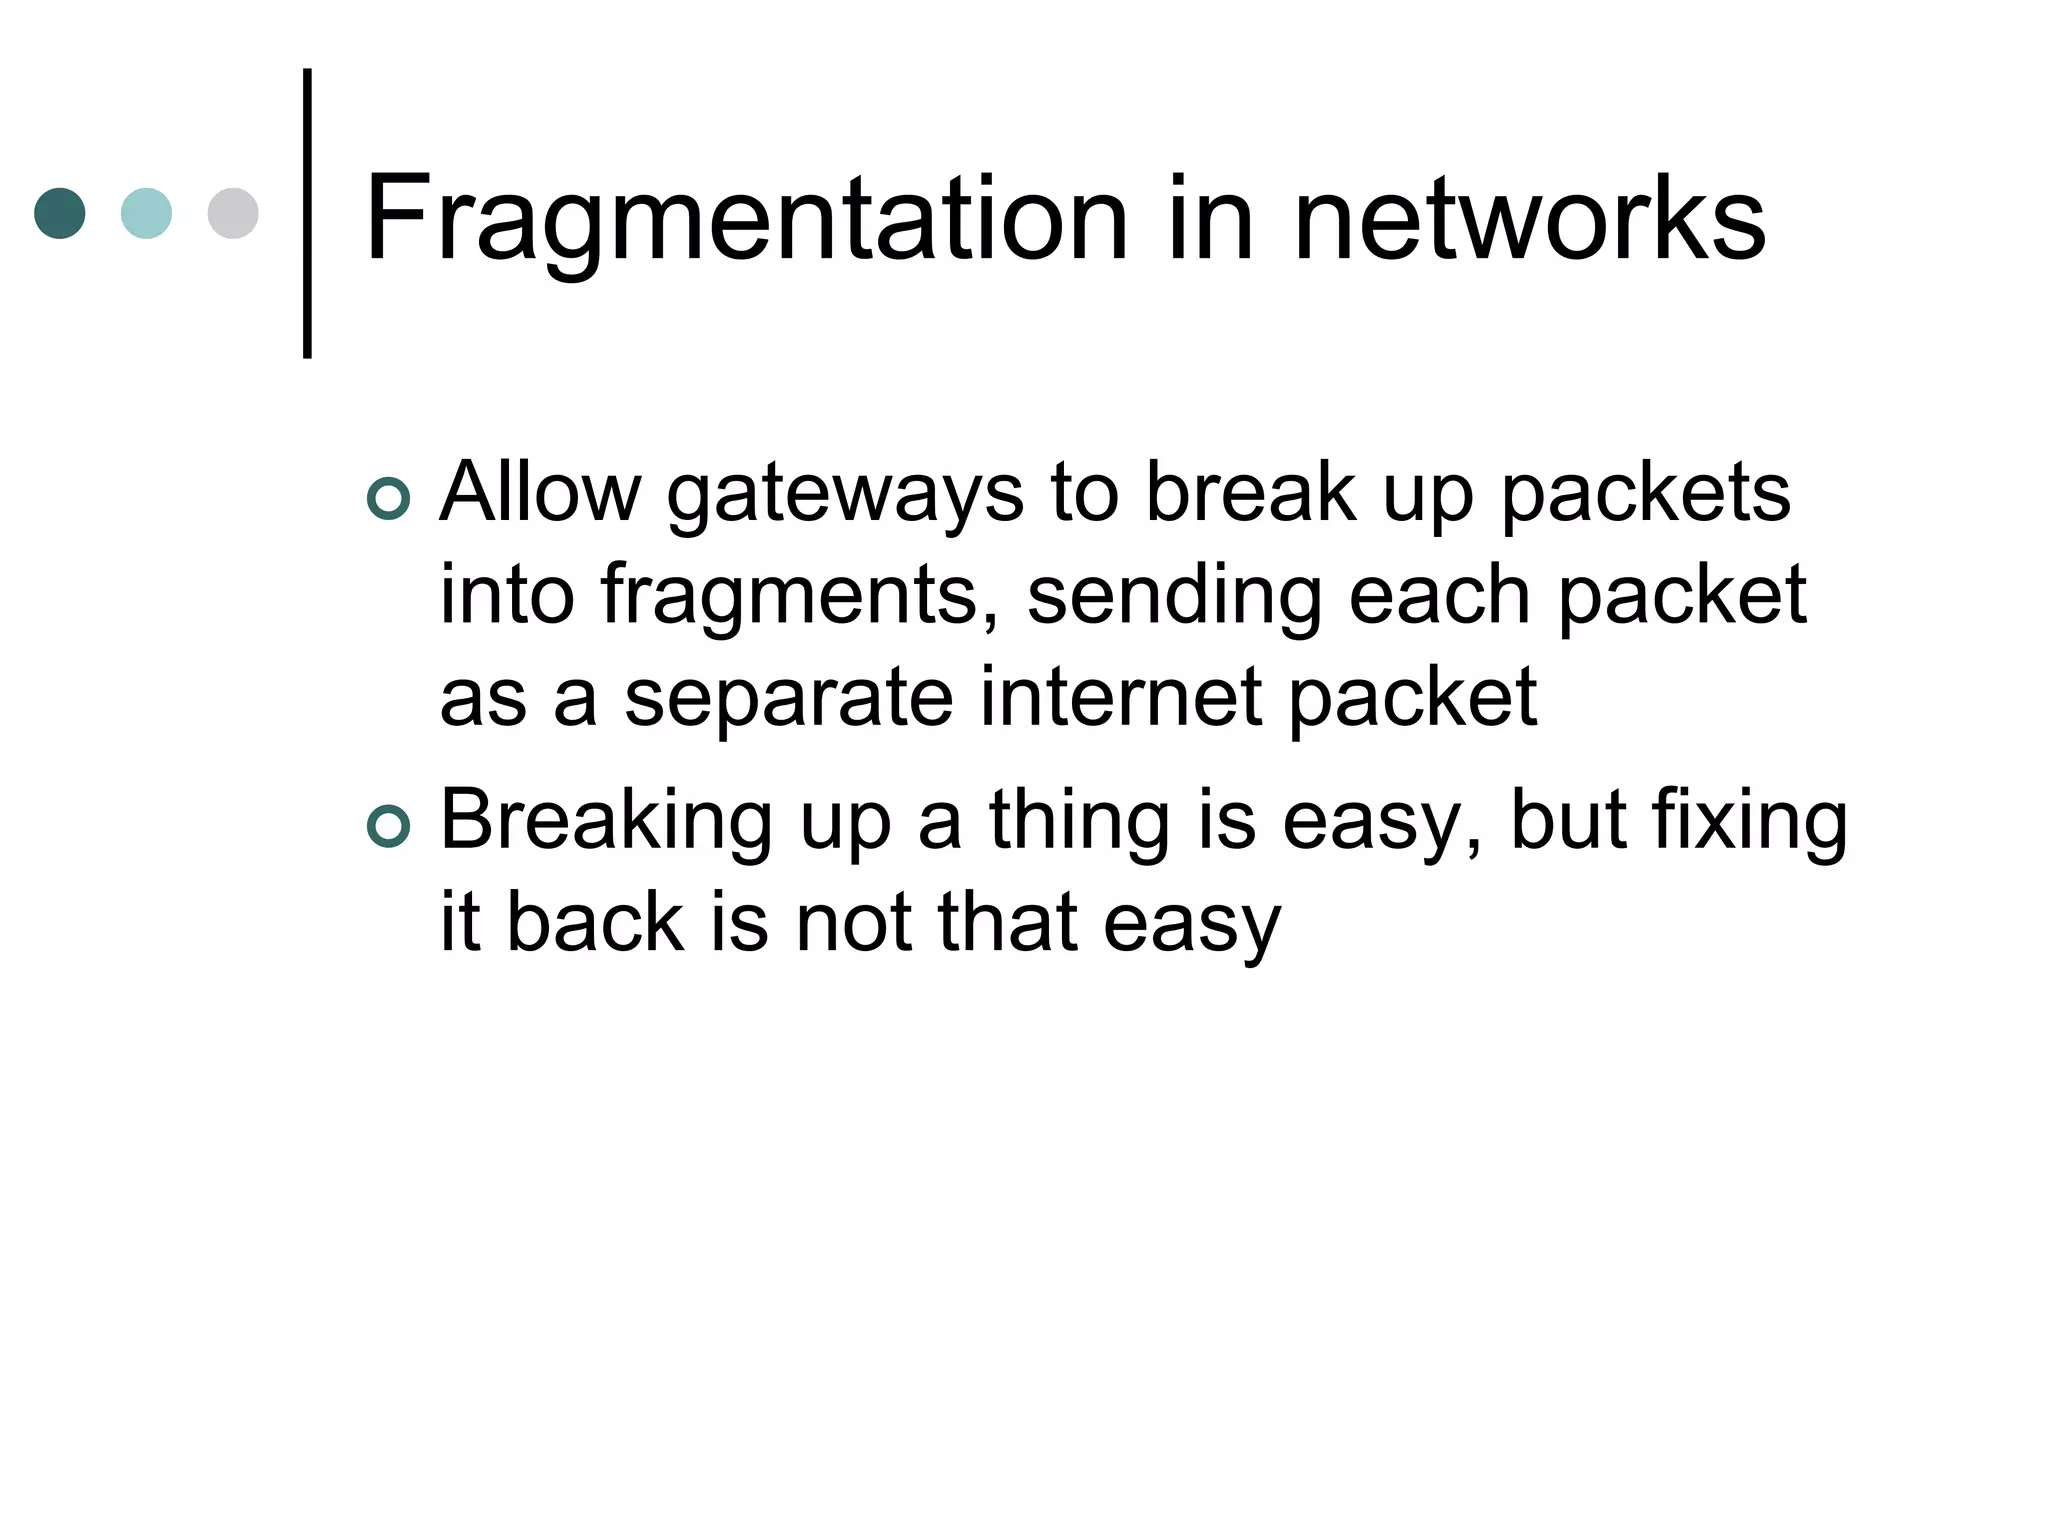 Fragmentation in networks
Allow gateways to break up packets
into fragments, sending each packet
as a separate internet packet
Breaking up a thing is easy, but fixing
it back is not that easy